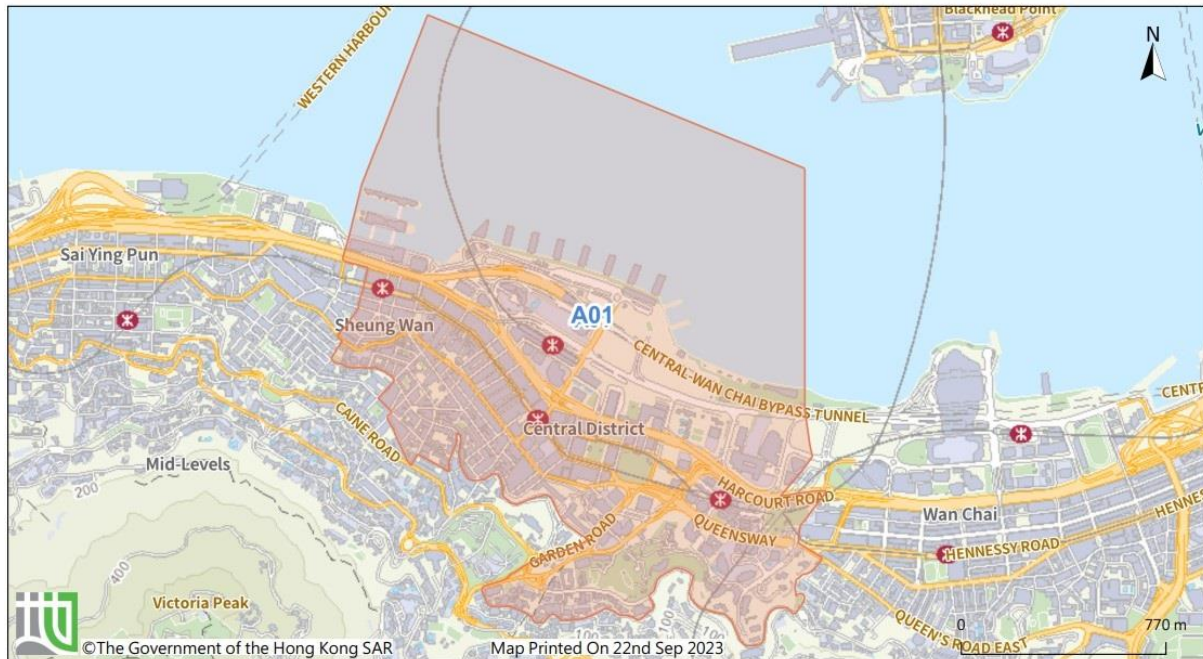 Blackhead Point
N
WESTERN HARBOUR
V
Sai Ying Pun
Sheung Wan
A01
CENTRAL-WAN CHAI BYPASS TUNNEL
CENT
CAINE ROAD
Central District
Mid-Levels
200
HARCOURT ROAD
Wan Chai
QUEENSWAY
HENNESSY ROAD
HENNE
GARDEN ROAD
400
Victoria Peak
100
100
QUEEN'S ROAD EAST
0
770 m
©The Government of the Hong Kong SAR
Map Printed On 22nd Sep 2023